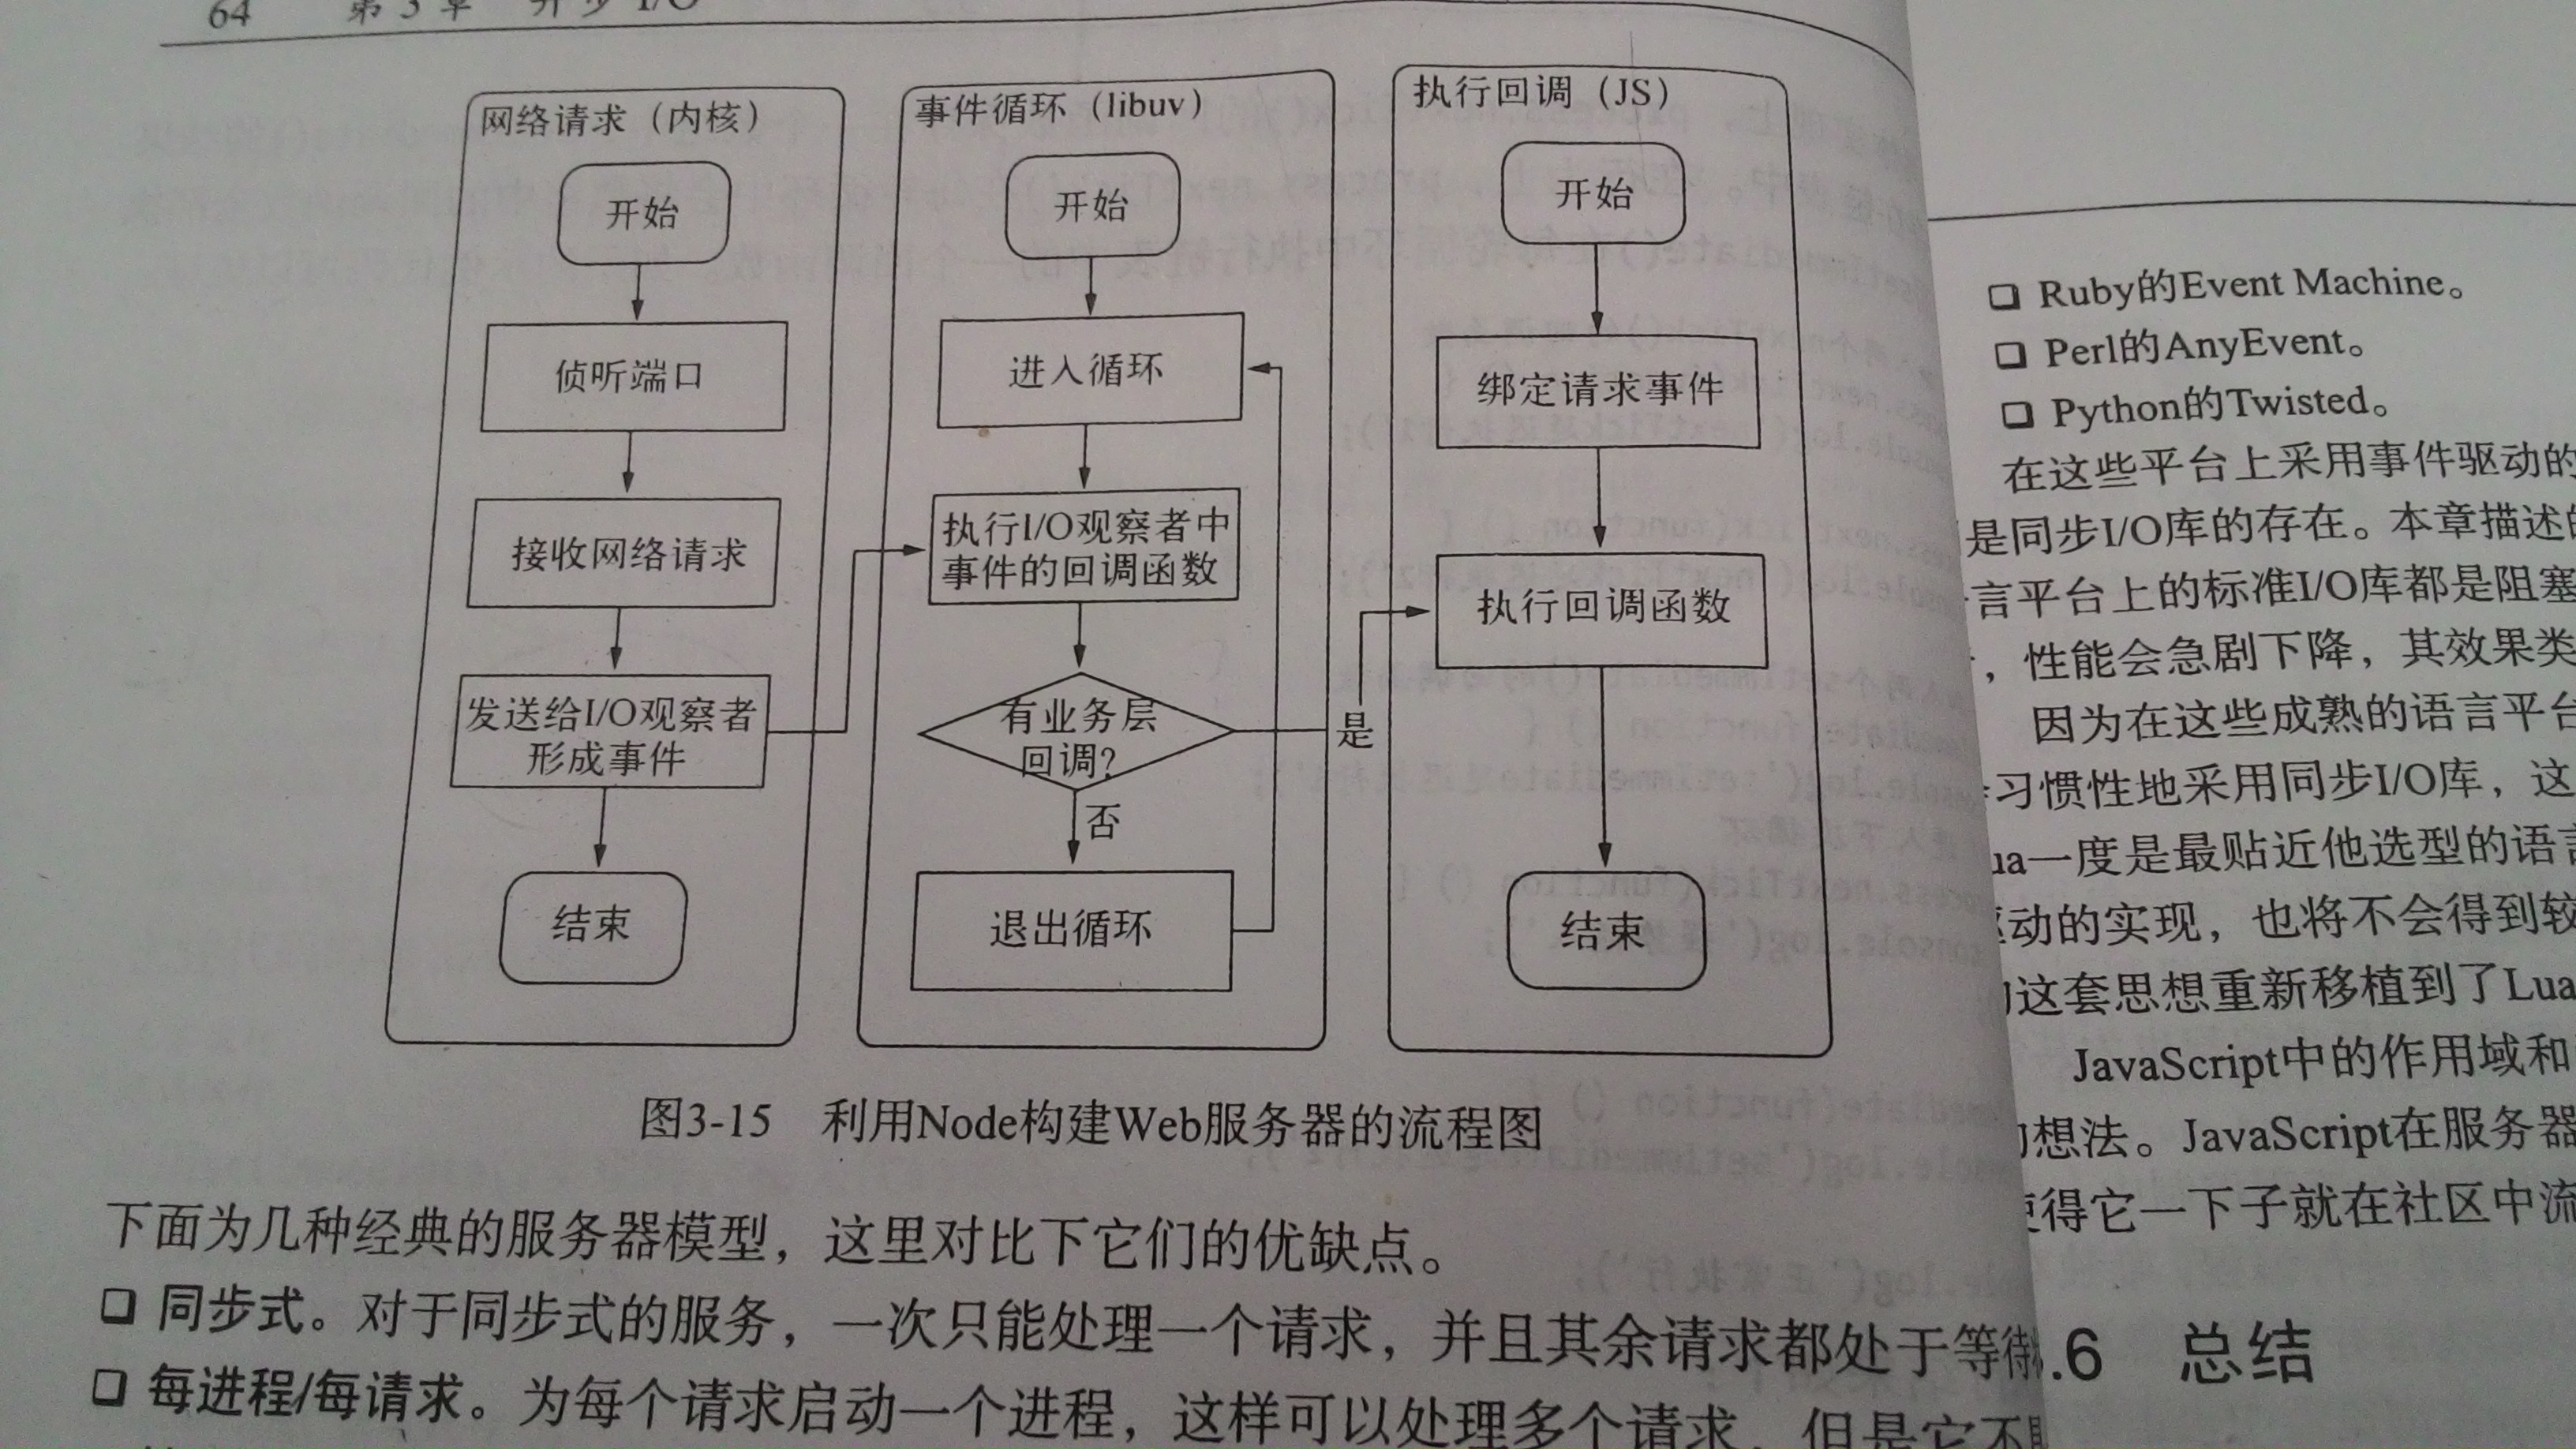 64 第3章 异步I/O
网络请求（内核）
开始
侦听端口
接收网络请求
发送给I/O观察者
形成事件
结束
事件循环（libuv）
开始
进入循环
执行I/O观察者中
事件的回调函数
有业务层
回调?
否
退出循环
是
执行回调（JS）
开始
绑定请求事件
执行回调函数
结束
图3-15 利用Node构建Web服务器的流程图
下面为几种经典的服务器模型，这里对比下它们的优缺点。
❑ 同步式。对于同步式的服务，一次只能处理一个请求，并且其余请求都处于等待
❑ 每进程/每请求。为每个请求启动一个进程，这样可以处理多个请求，但是它不
❑ Ruby的Event Machine。
❑ Perl的AnyEvent。
❑ Python的Twisted。
在这些平台上采用事件驱动的
是同步I/O库的存在。本章描述的
言平台上的标准I/O库都是阻塞
，性能会急剧下降，其效果类
因为在这些成熟的语言平台
习惯性地采用同步I/O库，这
ua一度是最贴近他选型的语言
动的实现，也将不会得到较
这套思想重新移植到了Lua
JavaScript中的作用域和
想法。JavaScript在服务器
得它一下子就在社区中流
.6 总结